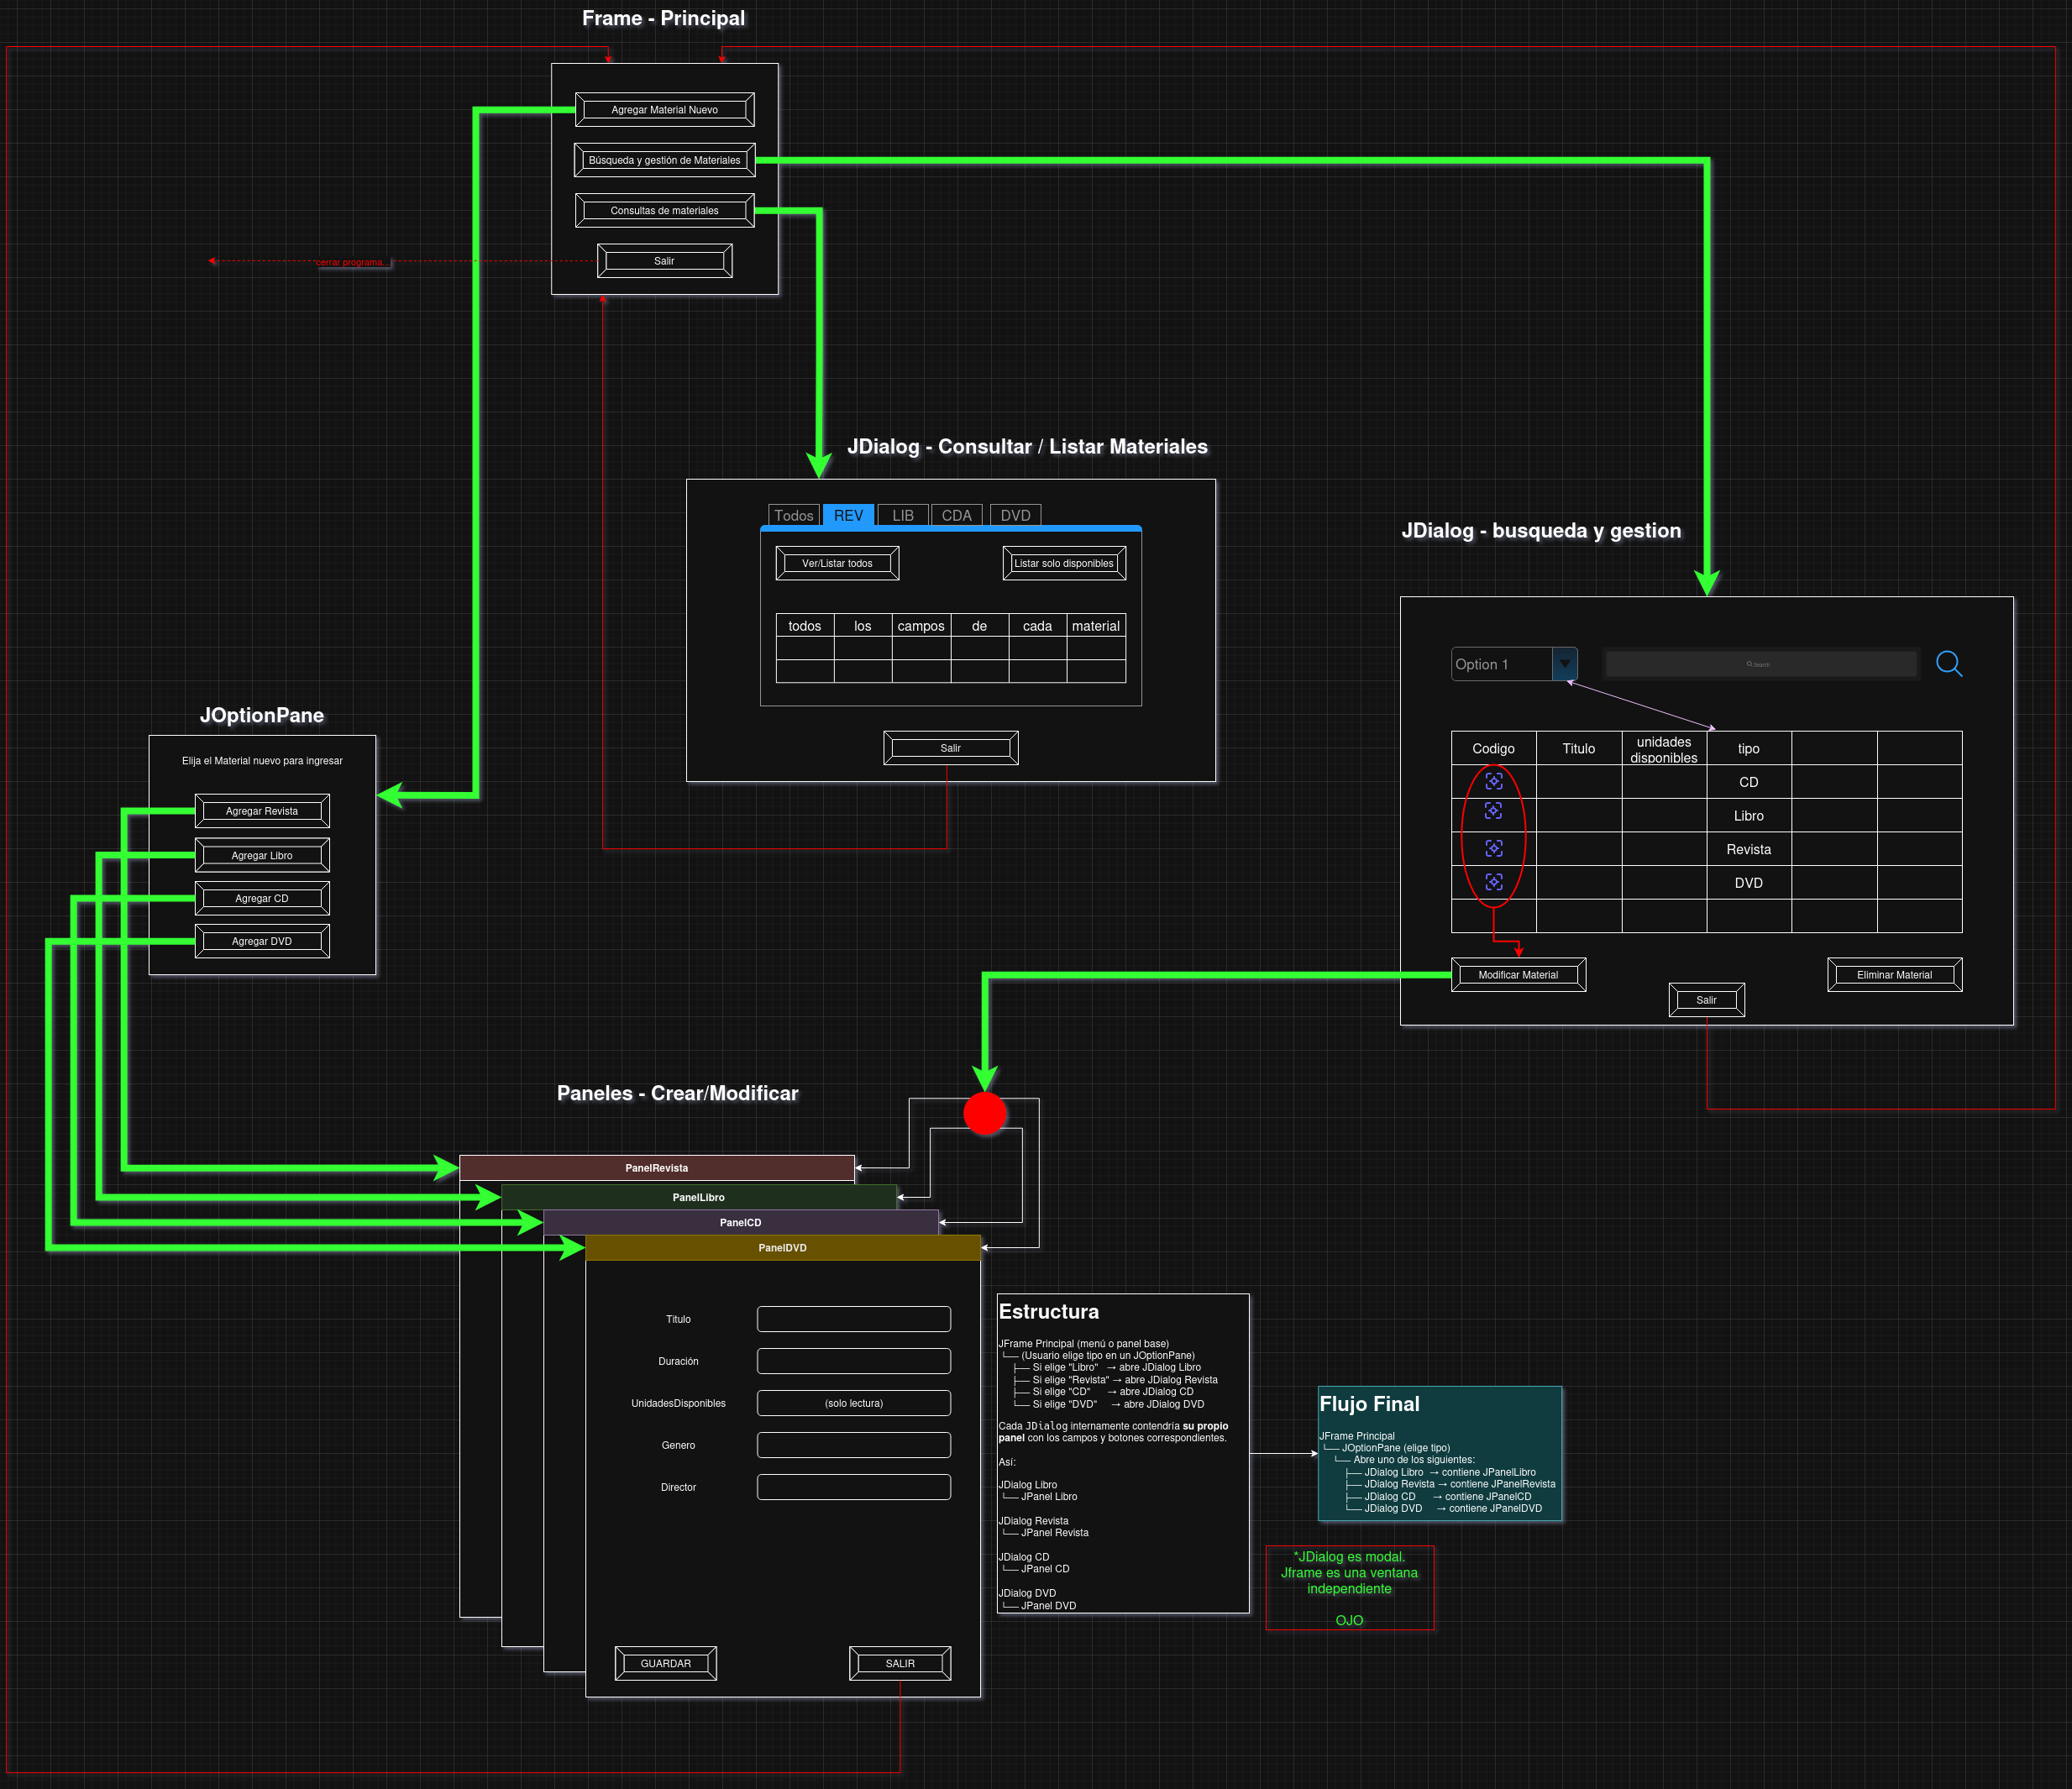 Frame - Principal
Agregar Material Nuevo
Búsqueda y gestión de Materiales
Consultas de materiales
Salir
cerrar programa...
JDialog - Consultar / Listar Materiales
Todos REV LIB CDA DVD
Ver/Listar todos
Listar solo disponibles
todos los campos de cada material
Salir
JDialog - busqueda y gestion
Option 1
Search
Codigo Titulo unidades disponibles tipo
CD
Libro
Revista
DVD
Modificar Material
Eliminar Material
Salir
JOptionPane
Elija el Material nuevo para ingresar
Agregar Revista
Agregar Libro
Agregar CD
Agregar DVD
Paneles - Crear/Modificar
PanelRevista
PanelLibro
PanelCD
PanelDVD
Titulo
Duración
UnidadesDisponibles (solo lectura)
Genero
Director
GUARDAR
SALIR
Estructura
JFrame Principal (menú o panel base)
└── (Usuario elige tipo en un JOptionPane)
├── Si elige "Libro" → abre JDialog Libro
├── Si elige "Revista" → abre JDialog Revista
├── Si elige "CD" → abre JDialog CD
└── Si elige "DVD" → abre JDialog DVD
Cada JDialog internamente contendría su propio
panel con los campos y botones correspondientes.
Así:
JDialog Libro
└── JPanel Libro
JDialog Revista
└── JPanel Revista
JDialog CD
└── JPanel CD
JDialog DVD
└── JPanel DVD
Flujo Final
JFrame Principal
└── JOptionPane (elige tipo)
└── Abre uno de los siguientes:
├── JDialog Libro → contiene JPanelLibro
├── JDialog Revista → contiene JPanelRevista
├── JDialog CD → contiene JPanelCD
└── JDialog DVD → contiene JPanelDVD
*JDialog es modal.
Jframe es una ventana
independiente
OJO